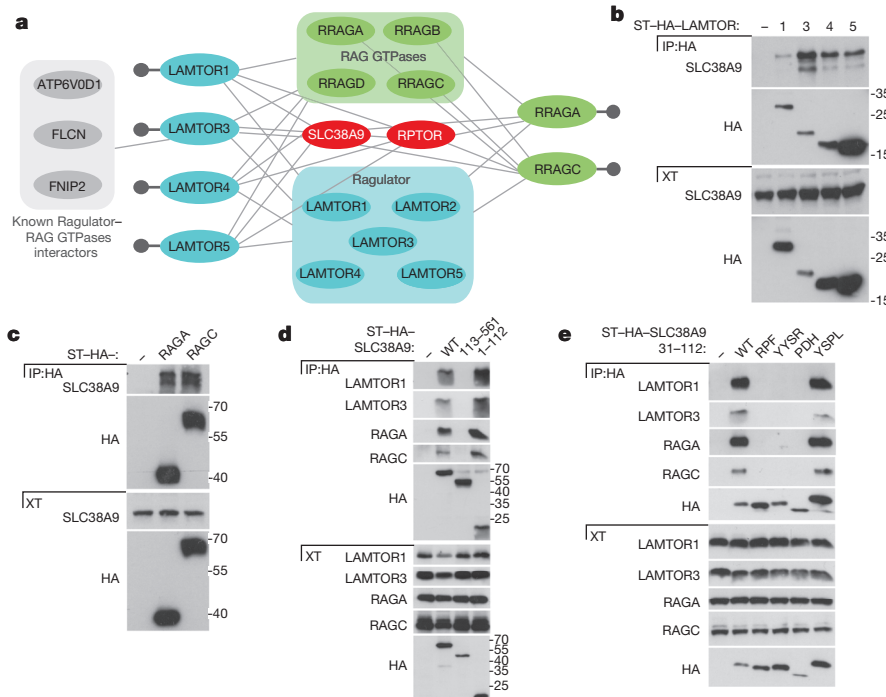 a
RRAGA
RRAGB
RAG GTPases
RRAGD
RRAGC
ATP6V0D1
FLCN
FNIP2
Known Ragulator–
RAG GTPases
interactors
LAMTOR1
LAMTOR3
LAMTOR4
LAMTOR5
SLC38A9
RPTOR
RRAGA
RRAGC
Ragulator
LAMTOR1
LAMTOR2
LAMTOR3
LAMTOR4
LAMTOR5
b
ST–HA–LAMTOR: – 1 3 4 5
IP:HA
SLC38A9
HA
-35
-25
-15
XT
SLC38A9
HA
-35
-25
-15
c
ST–HA–: – RAGA RAGC
IP:HA
SLC38A9
HA
-70
-55
-40
XT
SLC38A9
HA
-70
-55
-40
d
ST–HA–
SLC38A9: – WT 113–561 1–112
IP:HA
LAMTOR1
LAMTOR3
RAGA
RAGC
HA
70
55
40
35
25
XT
LAMTOR1
LAMTOR3
RAGA
RAGC
HA
70
55
40
35
25
e
ST–HA–SLC38A9
31–112: – WT RPF YYSR PDH YSPL
IP:HA
LAMTOR1
LAMTOR3
RAGA
RAGC
HA
XT
LAMTOR1
LAMTOR3
RAGA
RAGC
HA